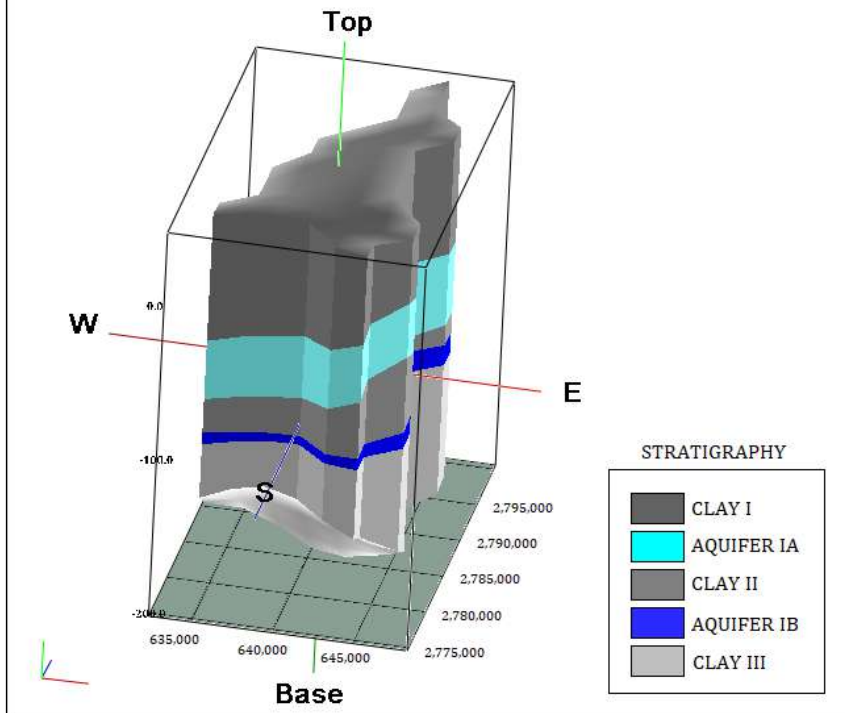 Top
0.0
W
E
-100.0
S
-200.0
635,000
640,000
645,000
2,795,000
2,790,000
2,785,000
2,780,000
2,775,000
Base
STRATIGRAPHY
CLAY I
AQUIFER IA
CLAY II
AQUIFER IB
CLAY III